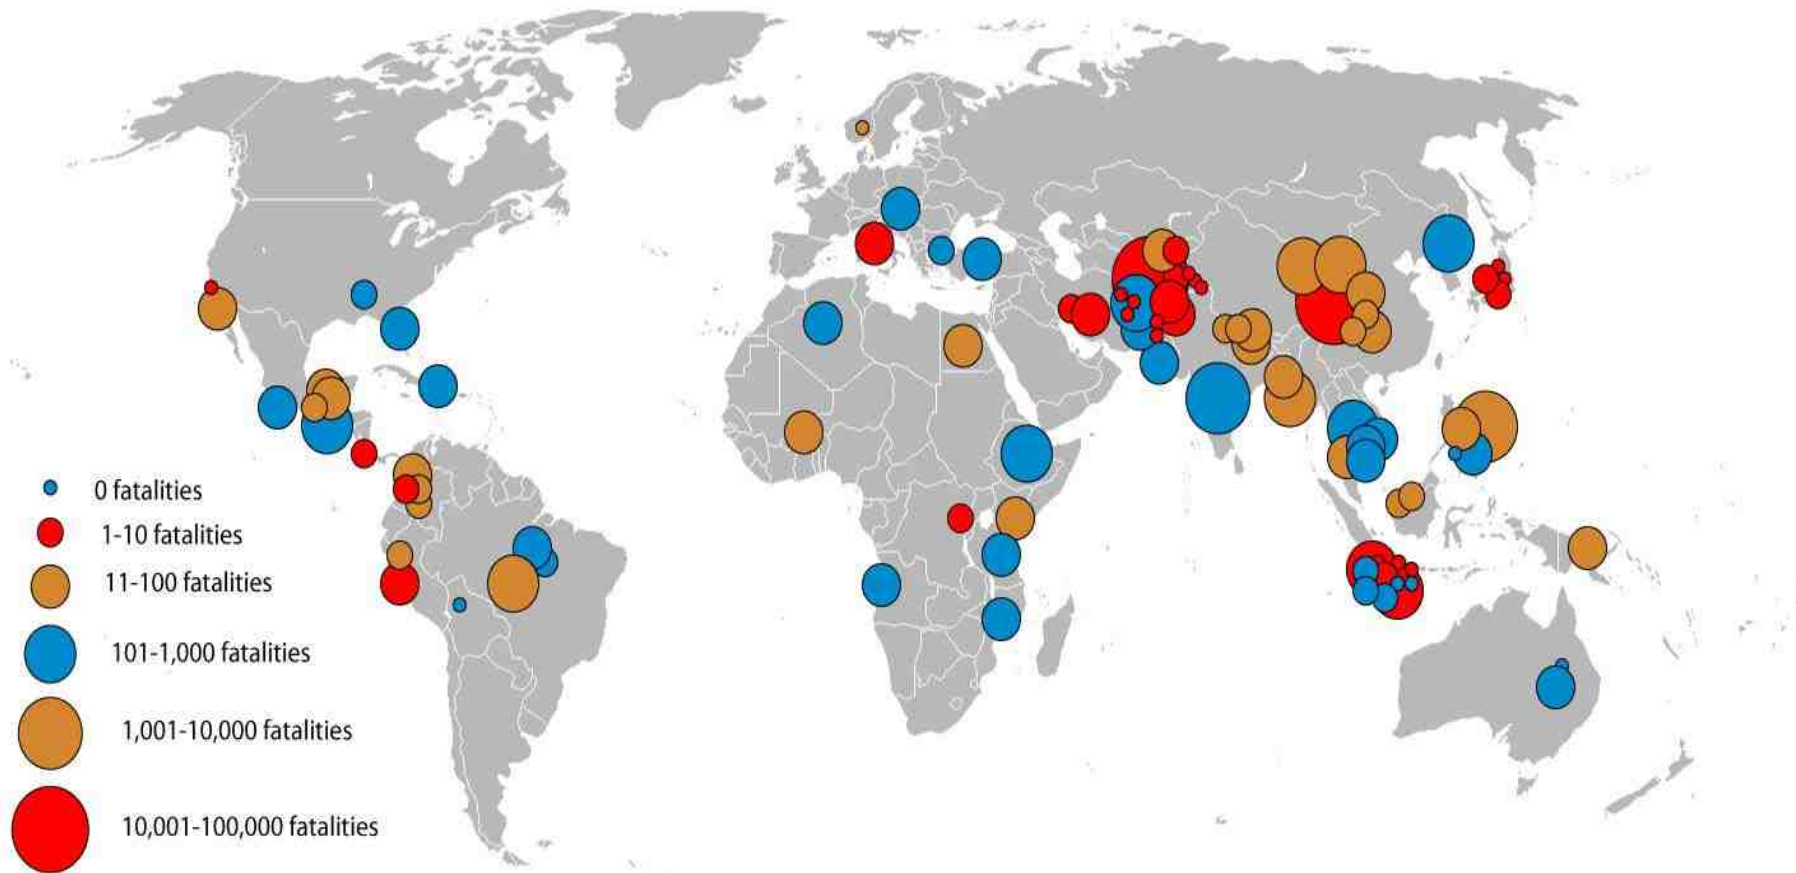 0 fatalities
1-10 fatalities
11-100 fatalities
101-1,000 fatalities
1,001-10,000 fatalities
10,001-100,000 fatalities